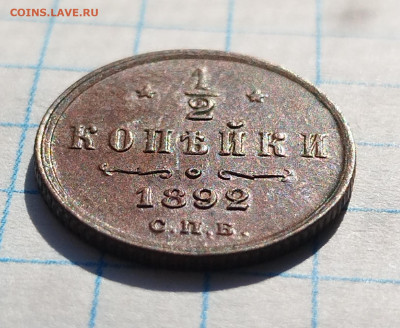 COINS.LAVE.RU
1/2
КОПѢЙКИ
1892
С.П.Б.